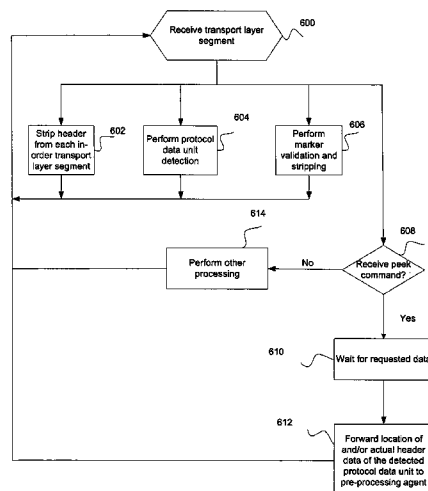 Receive transport layer
segment
600
Strip header
from each in-
order transport
layer segment
602
Perform protocol
data unit
detection
604
Perform
marker
validation and
stripping
606
614
Perform other
processing
No
608
Receive peek
command?
Yes
610
Wait for requested data
612
Forward location of
and/or actual header
data of the detected
protocol data unit to
pre-processing agent